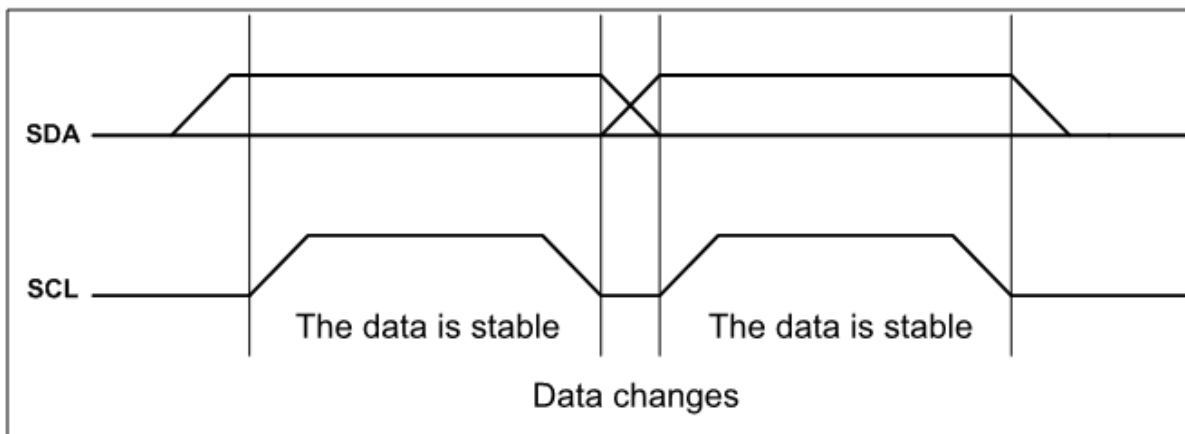 SDA
SCL
The data is stable
The data is stable
Data changes